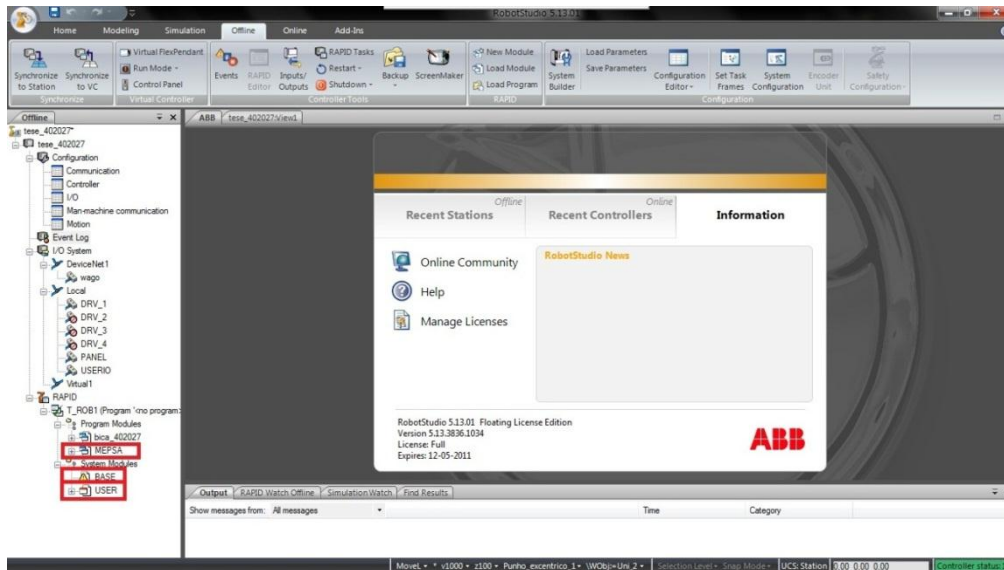 RobotStudio 5.13.01
Home Modeling Simulation Offline Online Add-Ins
Synchronize to Station
Synchronize to VC
Virtual FlexPendant
Run Mode
Control Panel
Events
RAPID Editor
Inputs/ Outputs
RAPID Tasks
Restart
Shutdown
Backup
ScreenMaker
New Module
Load Module
Load Program
System Builder
Load Parameters
Save Parameters
Configuration Editor
Set Task Frames
System Configuration
Encoder Unit
Safety Configuration
Synchronize Virtual Controller Controller Tools RAPID Configuration
Offline
ABB tese_402027:View1
tese_402027*
tese_402027
Configuration
Communication
Controller
I/O
Man-machine communication
Motion
Event Log
I/O System
DeviceNet1
wago
Local
DRV_1
DRV_2
DRV_3
DRV_4
PANEL
USERIO
Virtual1
RAPID
T_ROB1 (Program '<no program>
Program Modules
bica_402027
MEPSA
System Modules
BASE
USER
Offline
Recent Stations
Online
Recent Controllers
Information
Online Community
Help
Manage Licenses
RobotStudio News
RobotStudio 5.13.01 Floating License Edition
Version 5.13.3836.1034
License: Full
Expires: 12-05-2011
ABB
Output RAPID Watch Offline Simulation Watch Find Results
Show messages from: All messages Time Category
MoveL * v1000 z100 Punho_excentrico_1 \WObj:=Uni_2 Selection Level Snap Mode UCS: Station 0.00 0.00 0.00 Controller status: